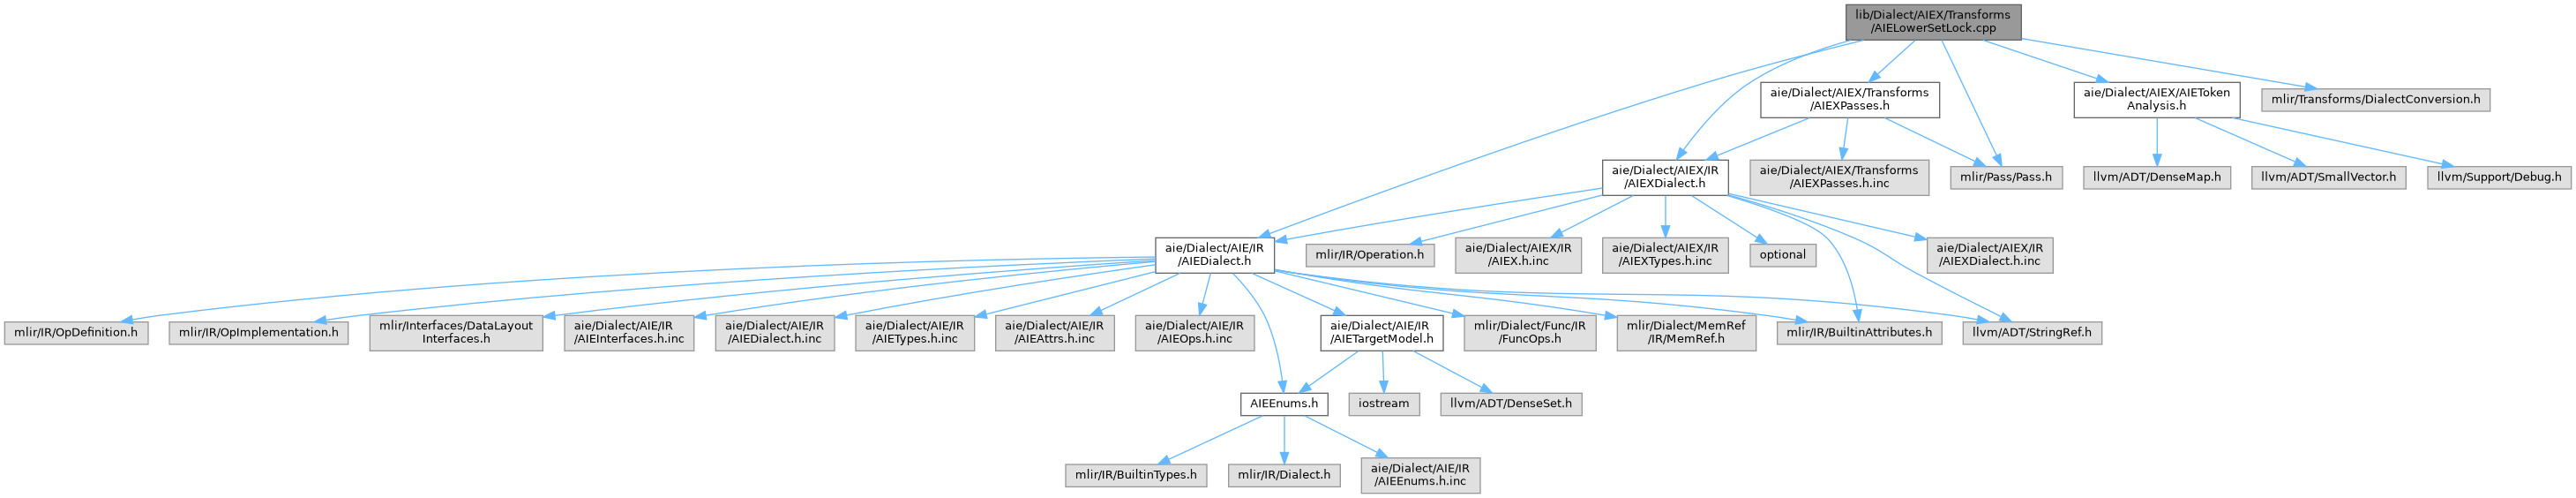 lib/Dialect/AIEX/Transforms
/AIELowerSetLock.cpp
aie/Dialect/AIEX/Transforms
/AIEXPasses.h
aie/Dialect/AIEX/AIEToken
Analysis.h
mlir/Transforms/DialectConversion.h
aie/Dialect/AIEX/IR
/AIEXDialect.h
aie/Dialect/AIEX/Transforms
/AIEXPasses.h.inc
mlir/Pass/Pass.h
llvm/ADT/DenseMap.h
llvm/ADT/SmallVector.h
llvm/Support/Debug.h
aie/Dialect/AIE/IR
/AIEDialect.h
mlir/IR/Operation.h
aie/Dialect/AIEX/IR
/AIEX.h.inc
aie/Dialect/AIEX/IR
/AIEXTypes.h.inc
optional
aie/Dialect/AIEX/IR
/AIEXDialect.h.inc
mlir/IR/OpDefinition.h
mlir/IR/OpImplementation.h
mlir/Interfaces/DataLayout
Interfaces.h
aie/Dialect/AIE/IR
/AIEInterfaces.h.inc
aie/Dialect/AIE/IR
/AIEDialect.h.inc
aie/Dialect/AIE/IR
/AIETypes.h.inc
aie/Dialect/AIE/IR
/AIEAttrs.h.inc
aie/Dialect/AIE/IR
/AIEOps.h.inc
aie/Dialect/AIE/IR
/AIETargetModel.h
mlir/Dialect/Func/IR
/FuncOps.h
mlir/Dialect/MemRef
/IR/MemRef.h
mlir/IR/BuiltinAttributes.h
llvm/ADT/StringRef.h
AIEEnums.h
iostream
llvm/ADT/DenseSet.h
mlir/IR/BuiltinTypes.h
mlir/IR/Dialect.h
aie/Dialect/AIE/IR
/AIEEnums.h.inc